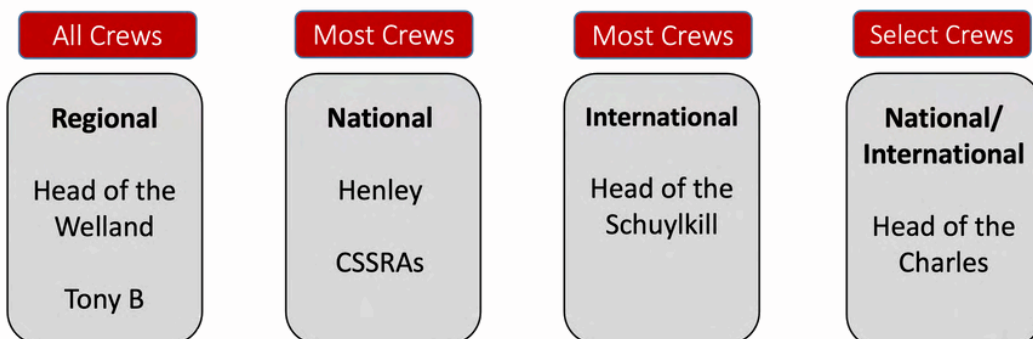 All Crews
Most Crews
Most Crews
Select Crews
Regional
Head of the
Welland
Tony B
National
Henley
CSSRAs
International
Head of the
Schuylkill
National/
International
Head of the
Charles